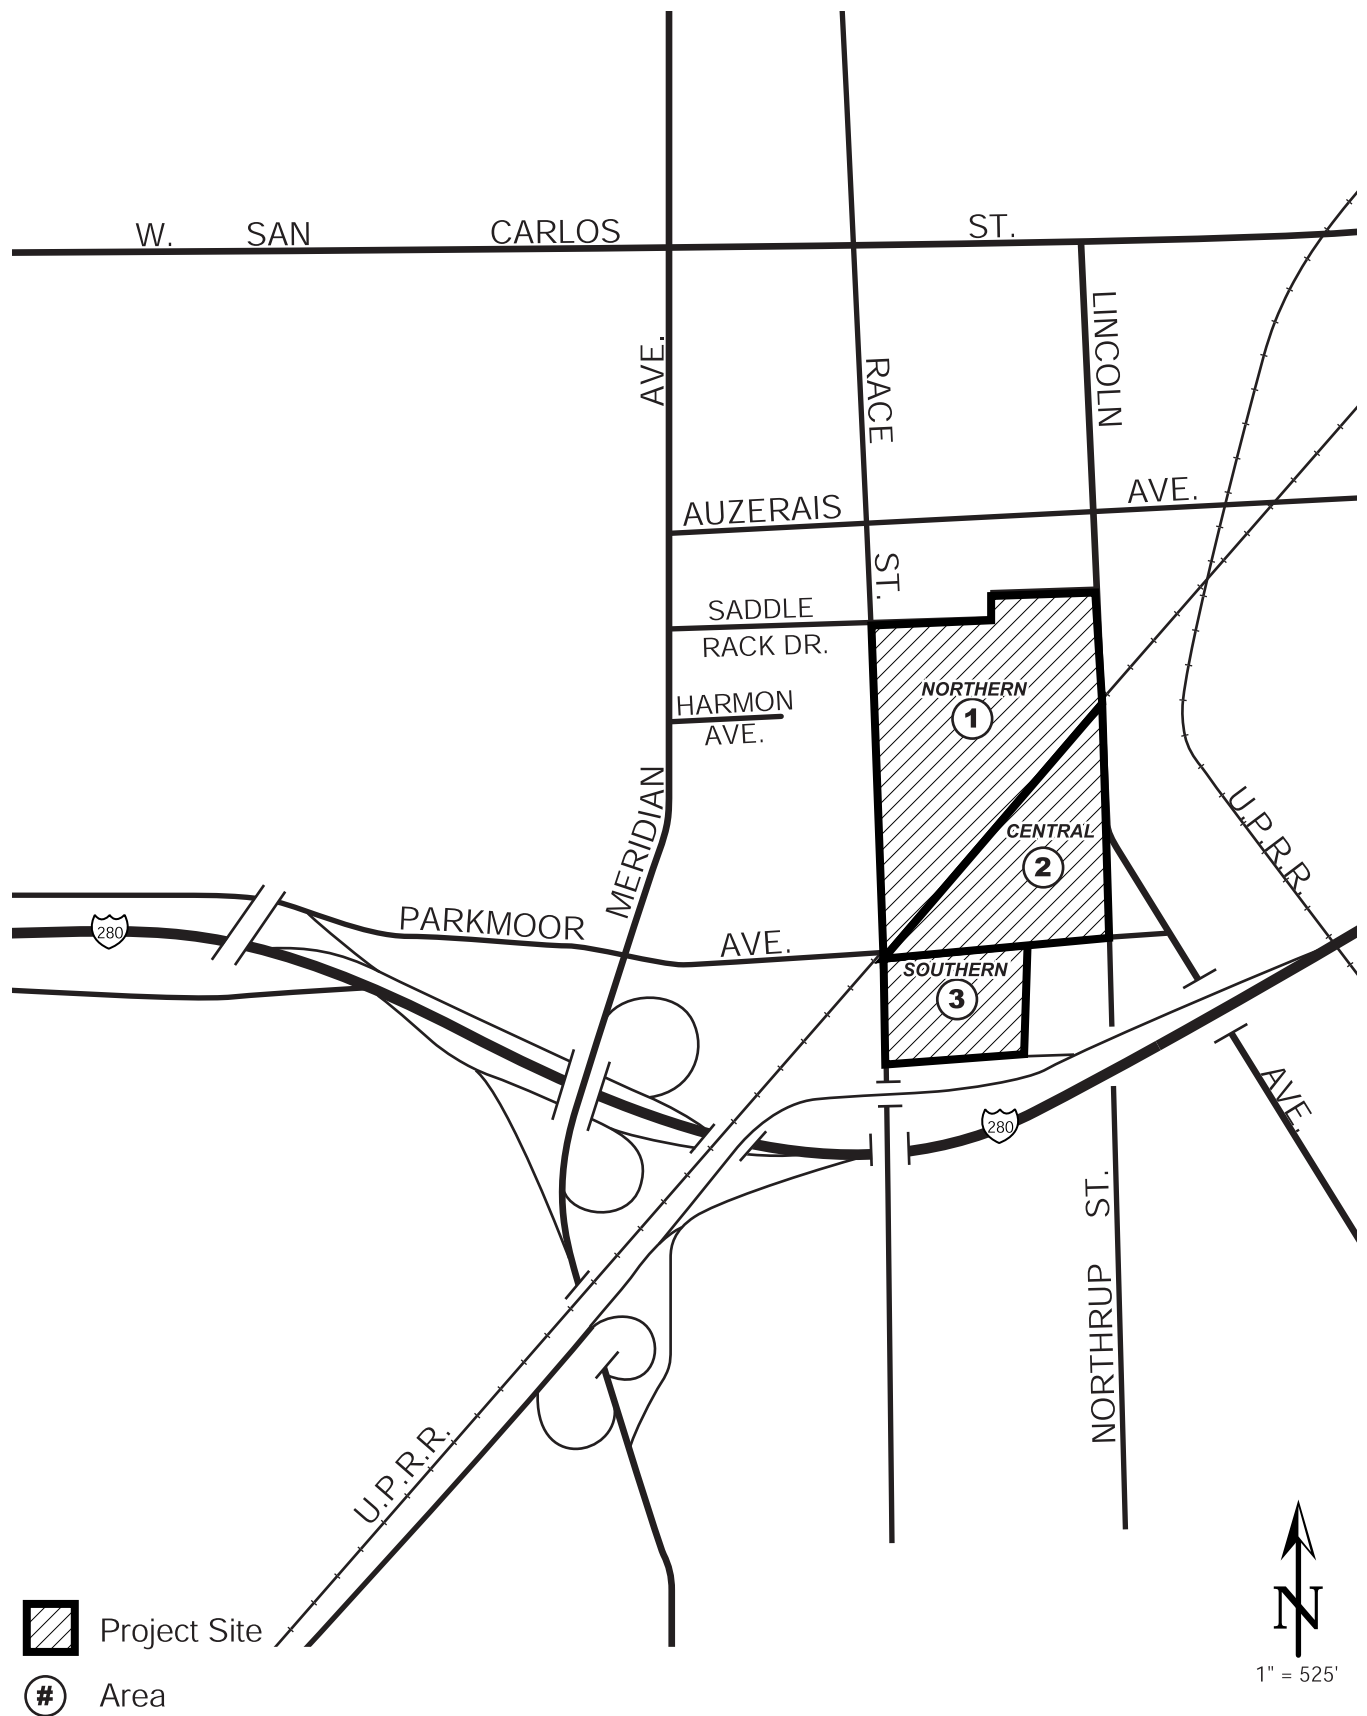 W. SAN CARLOS ST.
AVE.
RACE
LINCOLN
AUZERAIS AVE.
ST.
SADDLE
RACK DR.
NORTHERN
1
HARMON
AVE.
MERIDIAN
U.P.R.R.
CENTRAL
2
PARKMOOR AVE.
280
SOUTHERN
3
280
AVE.
NORTHRUP ST.
U.P.R.R.
Project Site
# Area
N
1" = 525'